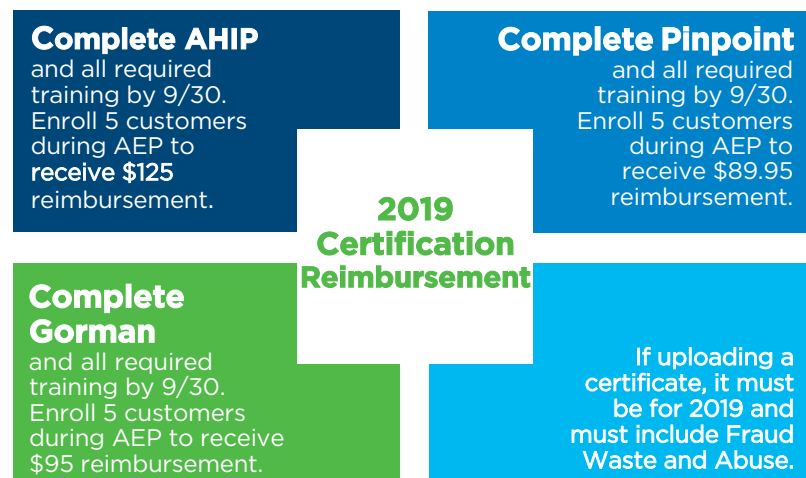 Complete AHIP
and all required
training by 9/30.
Enroll 5 customers
during AEP to
receive $125
reimbursement.
Complete Pinpoint
and all required
training by 9/30.
Enroll 5 customers
during AEP to
receive $89.95
reimbursement.
2019
Certification
Reimbursement
Complete
Gorman
and all required
training by 9/30.
Enroll 5 customers
during AEP to receive
$95 reimbursement.
If uploading a
certificate, it must
be for 2019 and
must include Fraud
Waste and Abuse.